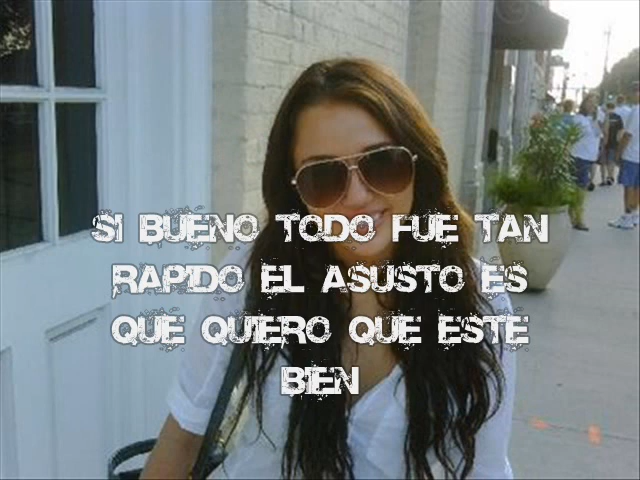 SI BUENO TODO FUE TAN
RAPIDO EL ASUSTO ES
QUE QUIERO QUE ESTE
BIEN